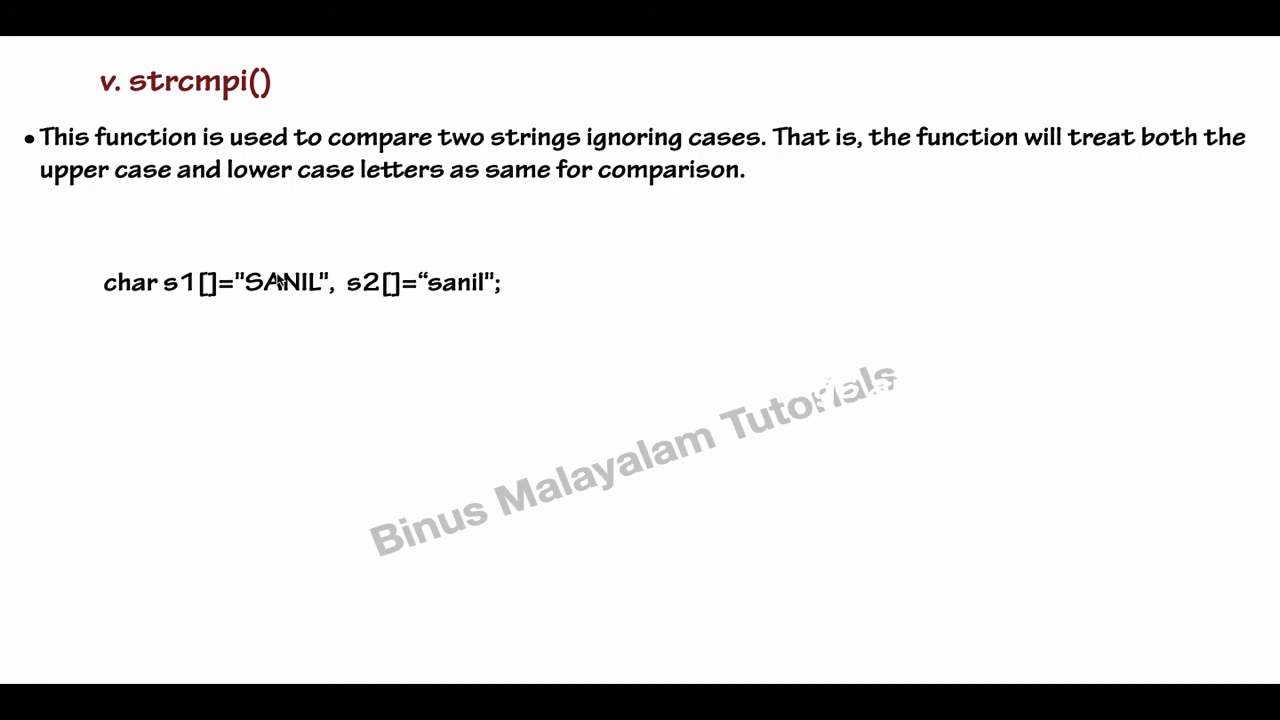 v. strcmpi()
• This function is used to compare two strings ignoring cases. That is, the function will treat both the
upper case and lower case letters as same for comparison.
char s1[]="SANIL", s2[]=“sanil";
Binus Malayalam Tutorials